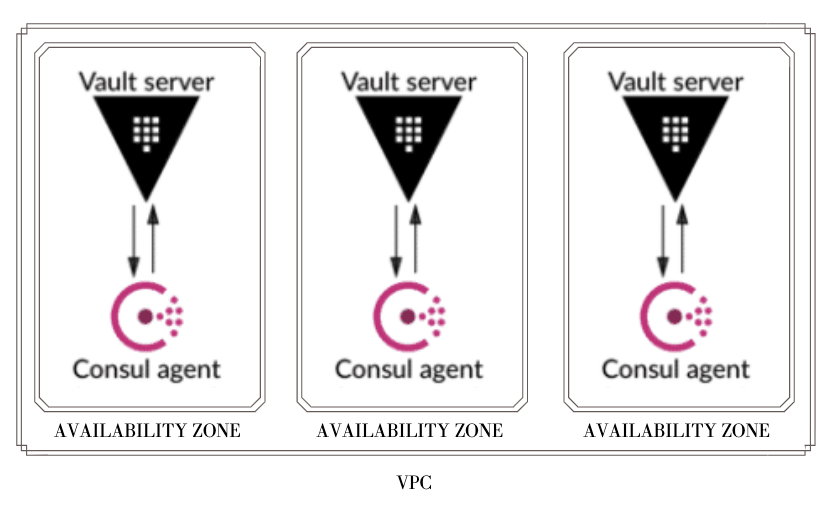 Vault server
Consul agent
AVAILABILITY ZONE
Vault server
Consul agent
AVAILABILITY ZONE
Vault server
Consul agent
AVAILABILITY ZONE
VPC